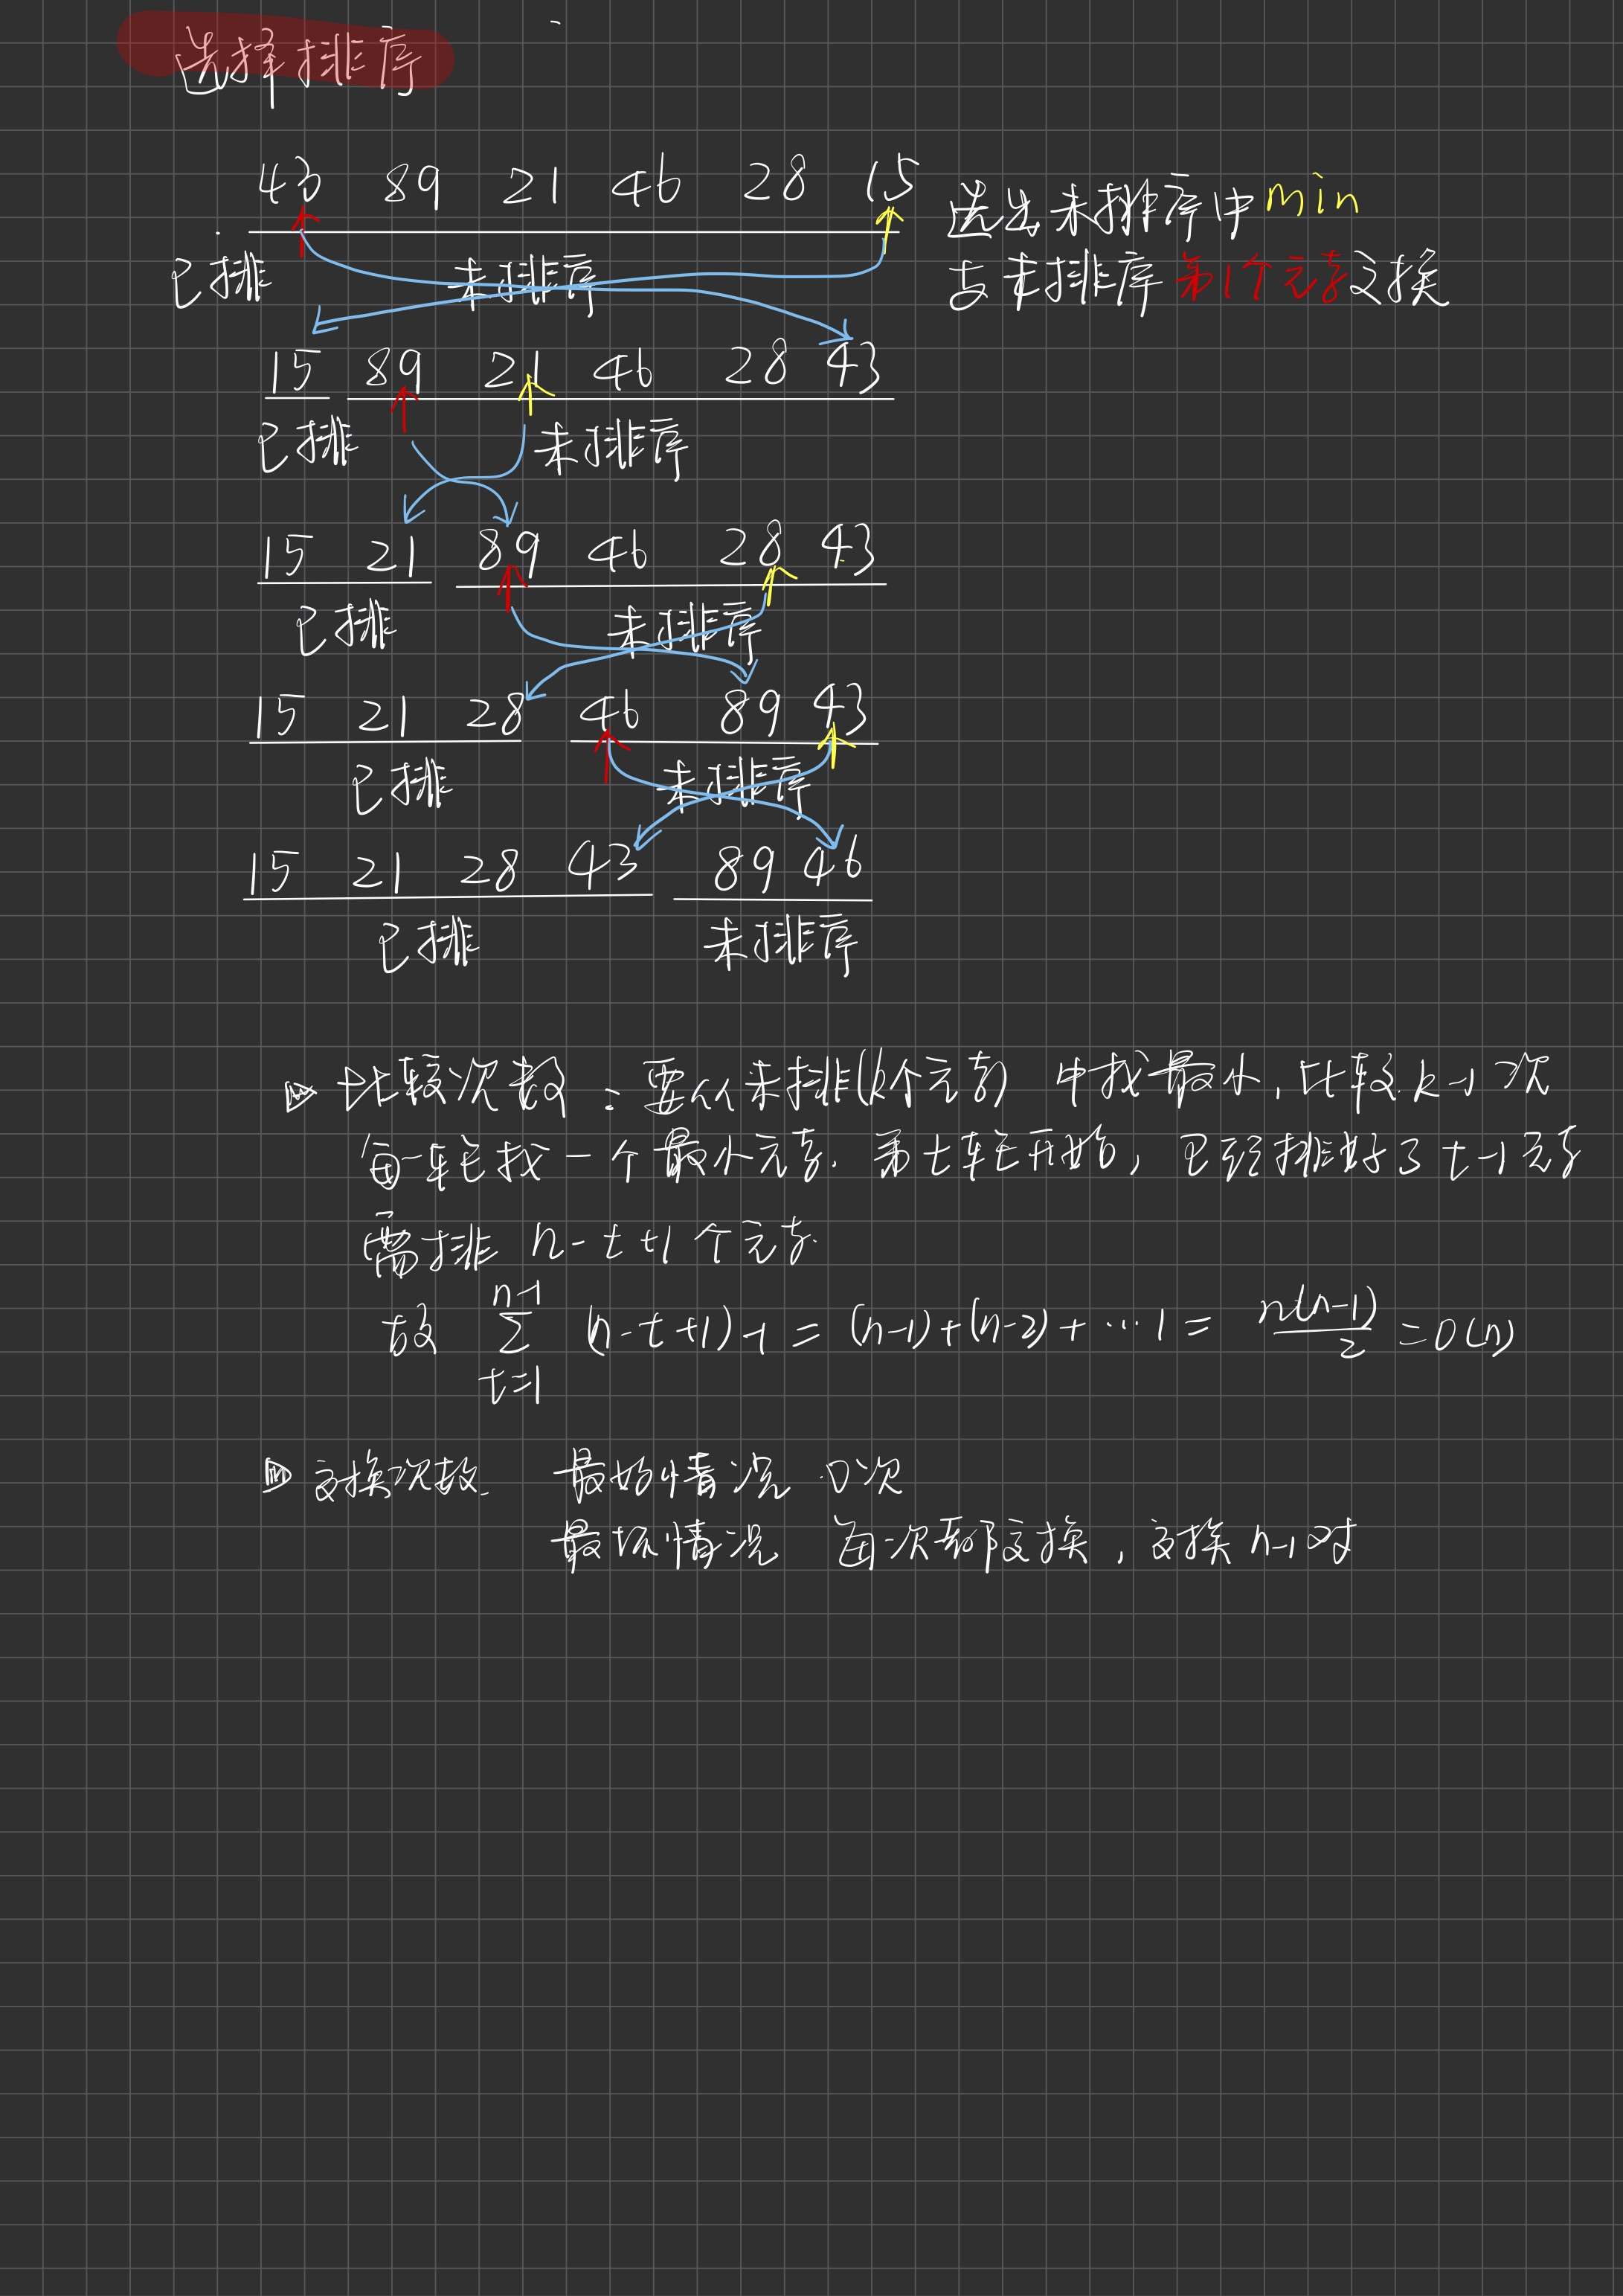 选择排序
43 89 21 46 28 15
选出未排序中min
与未排序第1个元素交换
已排 未排序
15 89 21 46 28 43
已排 未排序
15 21 89 46 28 43
已排 未排序
15 21 28 46 89 43
已排 未排序
15 21 28 43 89 46
已排 未排序
比较次数:要从未排(k个元素) 中找最小,比较k-1次
每一轮找一个最小元素. 第t轮开始,已经排好了t-1元素
需排 n-t+1个元素.
故 \sum_{t=1}^{n-1} (n-t+1)-1 = (n-1)+(n-2)+…1 = \frac{n(n-1)}{2} = O(n)
交换次数. 最好情况 0次
最坏情况 每次都交换,交换n-1对